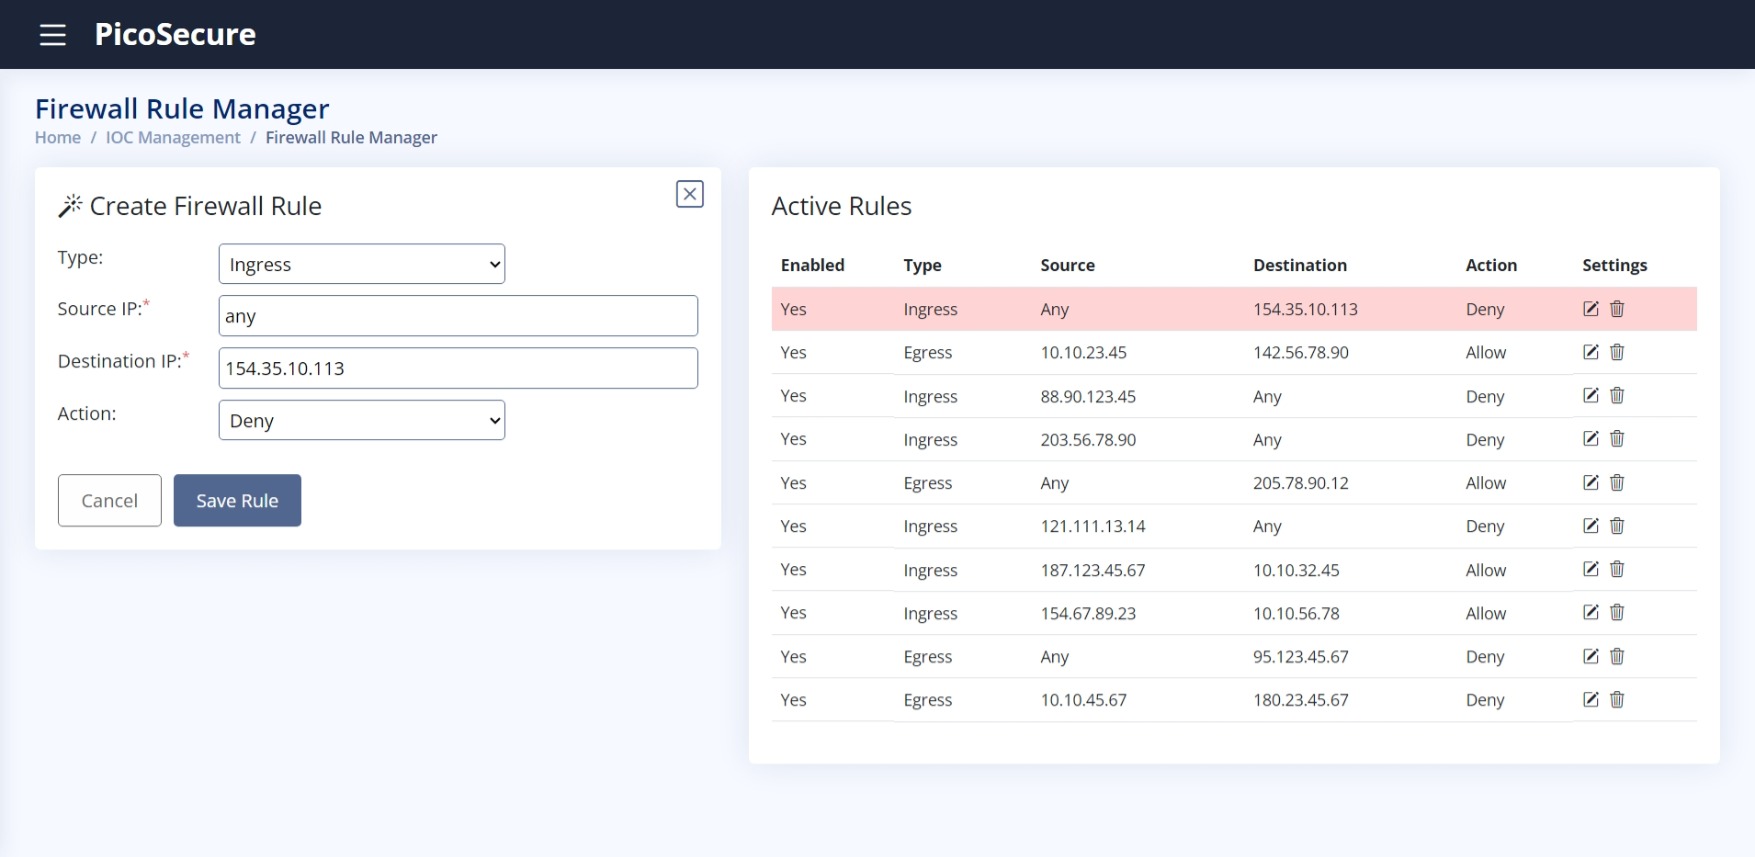 PicoSecure
Firewall Rule Manager
Home / IOC Management / Firewall Rule Manager
Create Firewall Rule
Type: Ingress
Source IP:* any
Destination IP:* 154.35.10.113
Action: Deny
Cancel Save Rule
Active Rules
Enabled Type Source Destination Action Settings
Yes Ingress Any 154.35.10.113 Deny
Yes Egress 10.10.23.45 142.56.78.90 Allow
Yes Ingress 88.90.123.45 Any Deny
Yes Ingress 203.56.78.90 Any Deny
Yes Egress Any 205.78.90.12 Allow
Yes Ingress 121.111.13.14 Any Deny
Yes Ingress 187.123.45.67 10.10.32.45 Allow
Yes Ingress 154.67.89.23 10.10.56.78 Allow
Yes Egress Any 95.123.45.67 Deny
Yes Egress 10.10.45.67 180.23.45.67 Deny